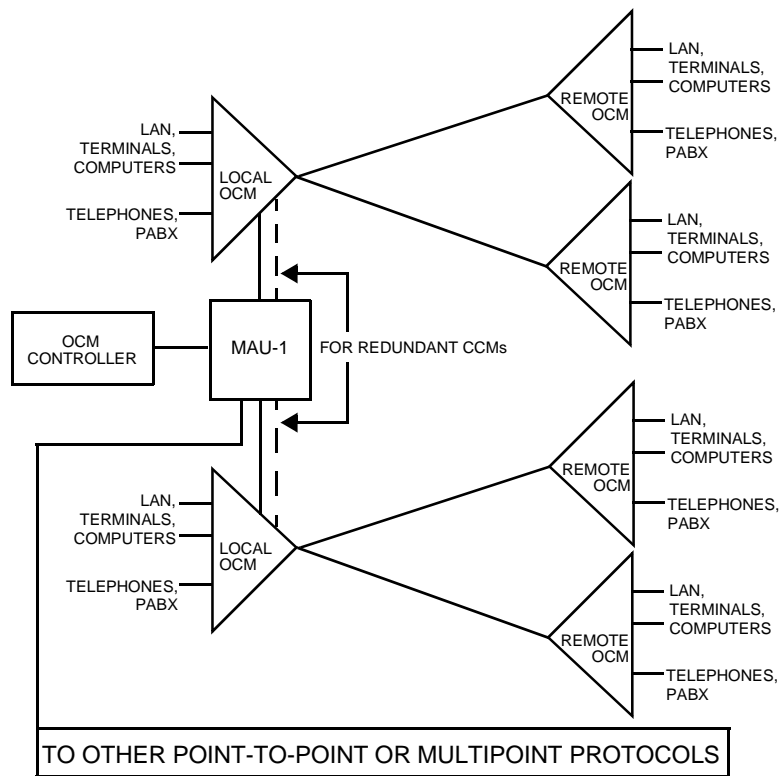 LAN,
TERMINALS,
COMPUTERS
TELEPHONES,
PABX
REMOTE
OCM
LAN,
TERMINALS,
COMPUTERS
TELEPHONES,
PABX
LOCAL
OCM
LAN,
TERMINALS,
COMPUTERS
TELEPHONES,
PABX
REMOTE
OCM
OCM
CONTROLLER
MAU-1
FOR REDUNDANT CCMs
LAN,
TERMINALS,
COMPUTERS
TELEPHONES,
PABX
REMOTE
OCM
LAN,
TERMINALS,
COMPUTERS
TELEPHONES,
PABX
LOCAL
OCM
LAN,
TERMINALS,
COMPUTERS
TELEPHONES,
PABX
REMOTE
OCM
TO OTHER POINT-TO-POINT OR MULTIPOINT PROTOCOLS